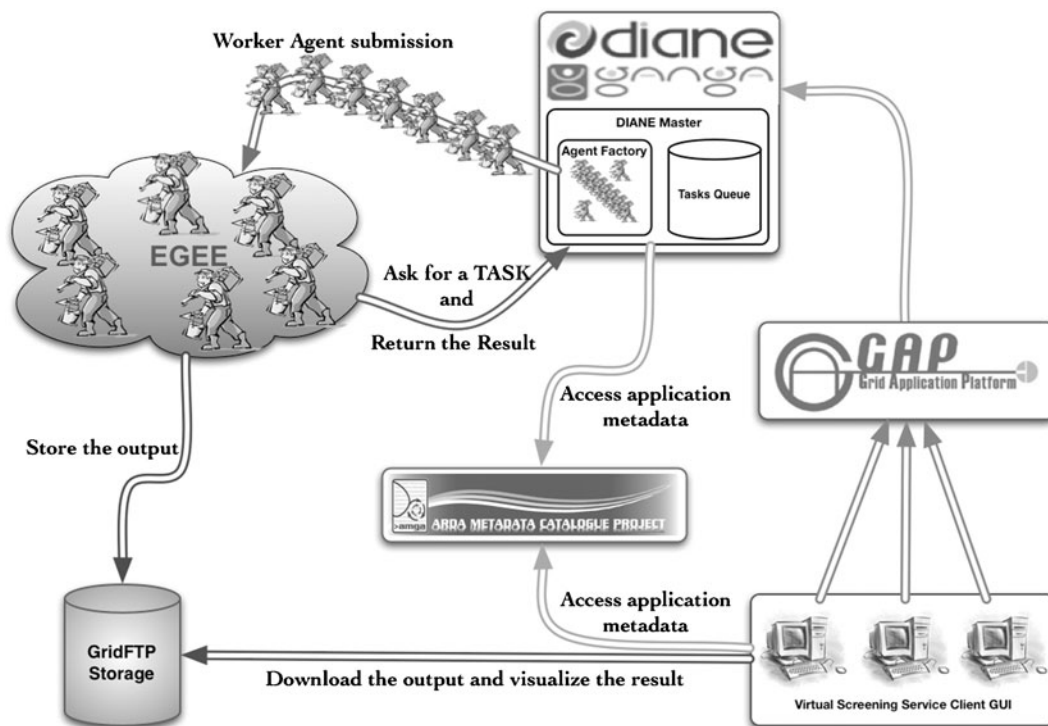 Worker Agent submission
diane
ganga
DIANE Master
Agent Factory
Tasks Queue
EGEE
Ask for a TASK
and
Return the Result
GAP
Grid Application Platform
Access application
metadata
Store the output
>amga
ARDA METADATA CATALOGUE PROJECT
Access application
metadata
GridFTP
Storage
Download the output and visualize the result
Virtual Screening Service Client GUI